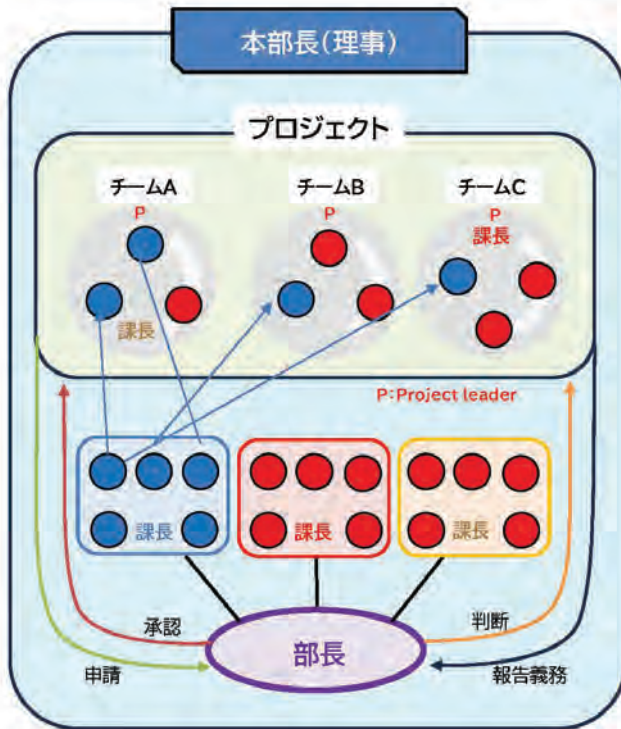 本部長(理事)
プロジェクト
チームA
チームB
チームC
P
P
P
課長
課長
P:Project leader
課長
課長
課長
承認
判断
部長
申請
報告義務